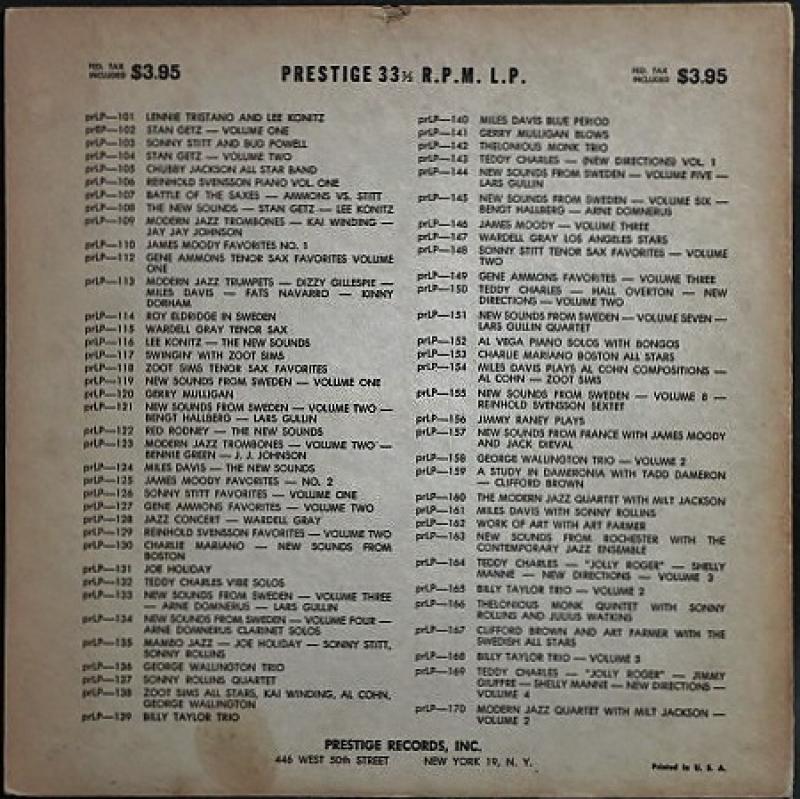 FED. TAX
INCLUDED $3.95
PRESTIGE 33⅓ R.P.M. L.P.
FED. TAX
INCLUDED $3.95
prLP—101 LENNIE TRISTANO AND LEE KONITZ
prLP—102 STAN GETZ — VOLUME ONE
prLP—103 SONNY STITT AND BUD POWELL
prLP—104 STAN GETZ — VOLUME TWO
prLP—105 CHUBBY JACKSON ALL STAR BAND
prLP—106 REINHOLD SVENSSON PIANO VOL. ONE
prLP—107 BATTLE OF THE SAXES — AMMONS VS. STITT
prLP—108 THE NEW SOUNDS — STAN GETZ — LEE KONITZ
prLP—109 MODERN JAZZ TROMBONES — KAI WINDING —
JAY JAY JOHNSON
prLP—110 JAMES MOODY FAVORITES NO. 1
prLP—112 GENE AMMONS TENOR SAX FAVORITES VOLUME
ONE
prLP—113 MODERN JAZZ TRUMPETS — DIZZY GILLESPIE —
MILES DAVIS — FATS NAVARRO — KINNY
DORHAM
prLP—114 ROY ELDRIDGE IN SWEDEN
prLP—115 WARDELL GRAY TENOR SAX
prLP—116 LEE KONITZ — THE NEW SOUNDS
prLP—117 SWINGIN' WITH ZOOT SIMS
prLP—118 ZOOT SIMS TENOR SAX FAVORITES
prLP—119 NEW SOUNDS FROM SWEDEN — VOLUME ONE
prLP—120 GERRY MULLIGAN
prLP—121 NEW SOUNDS FROM SWEDEN — VOLUME TWO —
BENGT HALLBERG — LARS GULLIN
prLP—122 RED RODNEY — THE NEW SOUNDS
prLP—123 MODERN JAZZ TROMBONES — VOLUME TWO —
BENNIE GREEN — J. J. JOHNSON
prLP—124 MILES DAVIS — THE NEW SOUNDS
prLP—125 JAMES MOODY FAVORITES — NO. 2
prLP—126 SONNY STITT FAVORITES — VOLUME ONE
prLP—127 GENE AMMONS FAVORITES — VOLUME TWO
prLP—128 JAZZ CONCERT — WARDELL GRAY
prLP—129 REINHOLD SVENSSON FAVORITES — VOLUME TWO
prLP—130 CHARLIE MARIANO — NEW SOUNDS FROM
BOSTON
prLP—131 JOE HOLIDAY
prLP—132 TEDDY CHARLES VIBE SOLOS
prLP—133 NEW SOUNDS FROM SWEDEN — VOLUME THREE
— ARNE DOMNERUS — LARS GULLIN
prLP—134 NEW SOUNDS FROM SWEDEN — VOLUME FOUR —
ARNE DOMNERUS CLARINET SOLOS
prLP—135 MAMBO JAZZ — JOE HOLIDAY — SONNY STITT,
SONNY ROLLINS
prLP—136 GEORGE WALLINGTON TRIO
prLP—137 SONNY ROLLINS QUARTET
prLP—138 ZOOT SIMS ALL STARS, KAI WINDING, AL COHN,
GEORGE WALLINGTON
prLP—139 BILLY TAYLOR TRIO
prLP—140 MILES DAVIS BLUE PERIOD
prLP—141 GERRY MULLIGAN BLOWS
prLP—142 THELONIOUS MONK TRIO
prLP—143 TEDDY CHARLES — (NEW DIRECTIONS) VOL. 1
prLP—144 NEW SOUNDS FROM SWEDEN — VOLUME FIVE —
LARS GULLIN
prLP—145 NEW SOUNDS FROM SWEDEN — VOLUME SIX —
BENGT HALLBERG — ARNE DOMNERUS
prLP—146 JAMES MOODY — VOLUME THREE
prLP—147 WARDELL GRAY LOS ANGELES STARS
prLP—148 SONNY STITT TENOR SAX FAVORITES — VOLUME
TWO
prLP—149 GENE AMMONS FAVORITES — VOLUME THREE
prLP—150 TEDDY CHARLES — HALL OVERTON — NEW
DIRECTIONS — VOLUME TWO
prLP—151 NEW SOUNDS FROM SWEDEN — VOLUME SEVEN —
LARS GULLIN QUARTET
prLP—152 AL VEGA PIANO SOLOS WITH BONGOS
prLP—153 CHARLIE MARIANO BOSTON ALL STARS
prLP—154 MILES DAVIS PLAYS AL COHN COMPOSITIONS —
AL COHN — ZOOT SIMS
prLP—155 NEW SOUNDS FROM SWEDEN — VOLUME 8 —
REINHOLD SVENSSON SEXTET
prLP—156 JIMMY RANEY PLAYS
prLP—157 NEW SOUNDS FROM FRANCE WITH JAMES MOODY
AND JACK DIEVAL
prLP—158 GEORGE WALLINGTON TRIO — VOLUME 2
prLP—159 A STUDY IN DAMERONIA WITH TADD DAMERON
— CLIFFORD BROWN
prLP—160 THE MODERN JAZZ QUARTET WITH MILT JACKSON
prLP—161 MILES DAVIS WITH SONNY ROLLINS
prLP—162 WORK OF ART WITH ART FARMER
prLP—163 NEW SOUNDS FROM ROCHESTER WITH THE
CONTEMPORARY JAZZ ENSEMBLE
prLP—164 TEDDY CHARLES — "JOLLY ROGER" — SHELLY
MANNE — NEW DIRECTIONS — VOLUME 3
prLP—165 BILLY TAYLOR TRIO — VOLUME 2
prLP—166 THELONIOUS MONK QUINTET WITH SONNY
ROLLINS AND JULIUS WATKINS
prLP—167 CLIFFORD BROWN AND ART FARMER WITH THE
SWEDISH ALL STARS
prLP—168 BILLY TAYLOR TRIO — VOLUME 3
prLP—169 TEDDY CHARLES — "JOLLY ROGER" — JIMMY
GIUFFRE — SHELLY MANNE — NEW DIRECTIONS —
VOLUME 4
prLP—170 MODERN JAZZ QUARTET WITH MILT JACKSON —
VOLUME 2
PRESTIGE RECORDS, INC.
446 WEST 50th STREET NEW YORK 19, N. Y.
Printed in U. S. A.